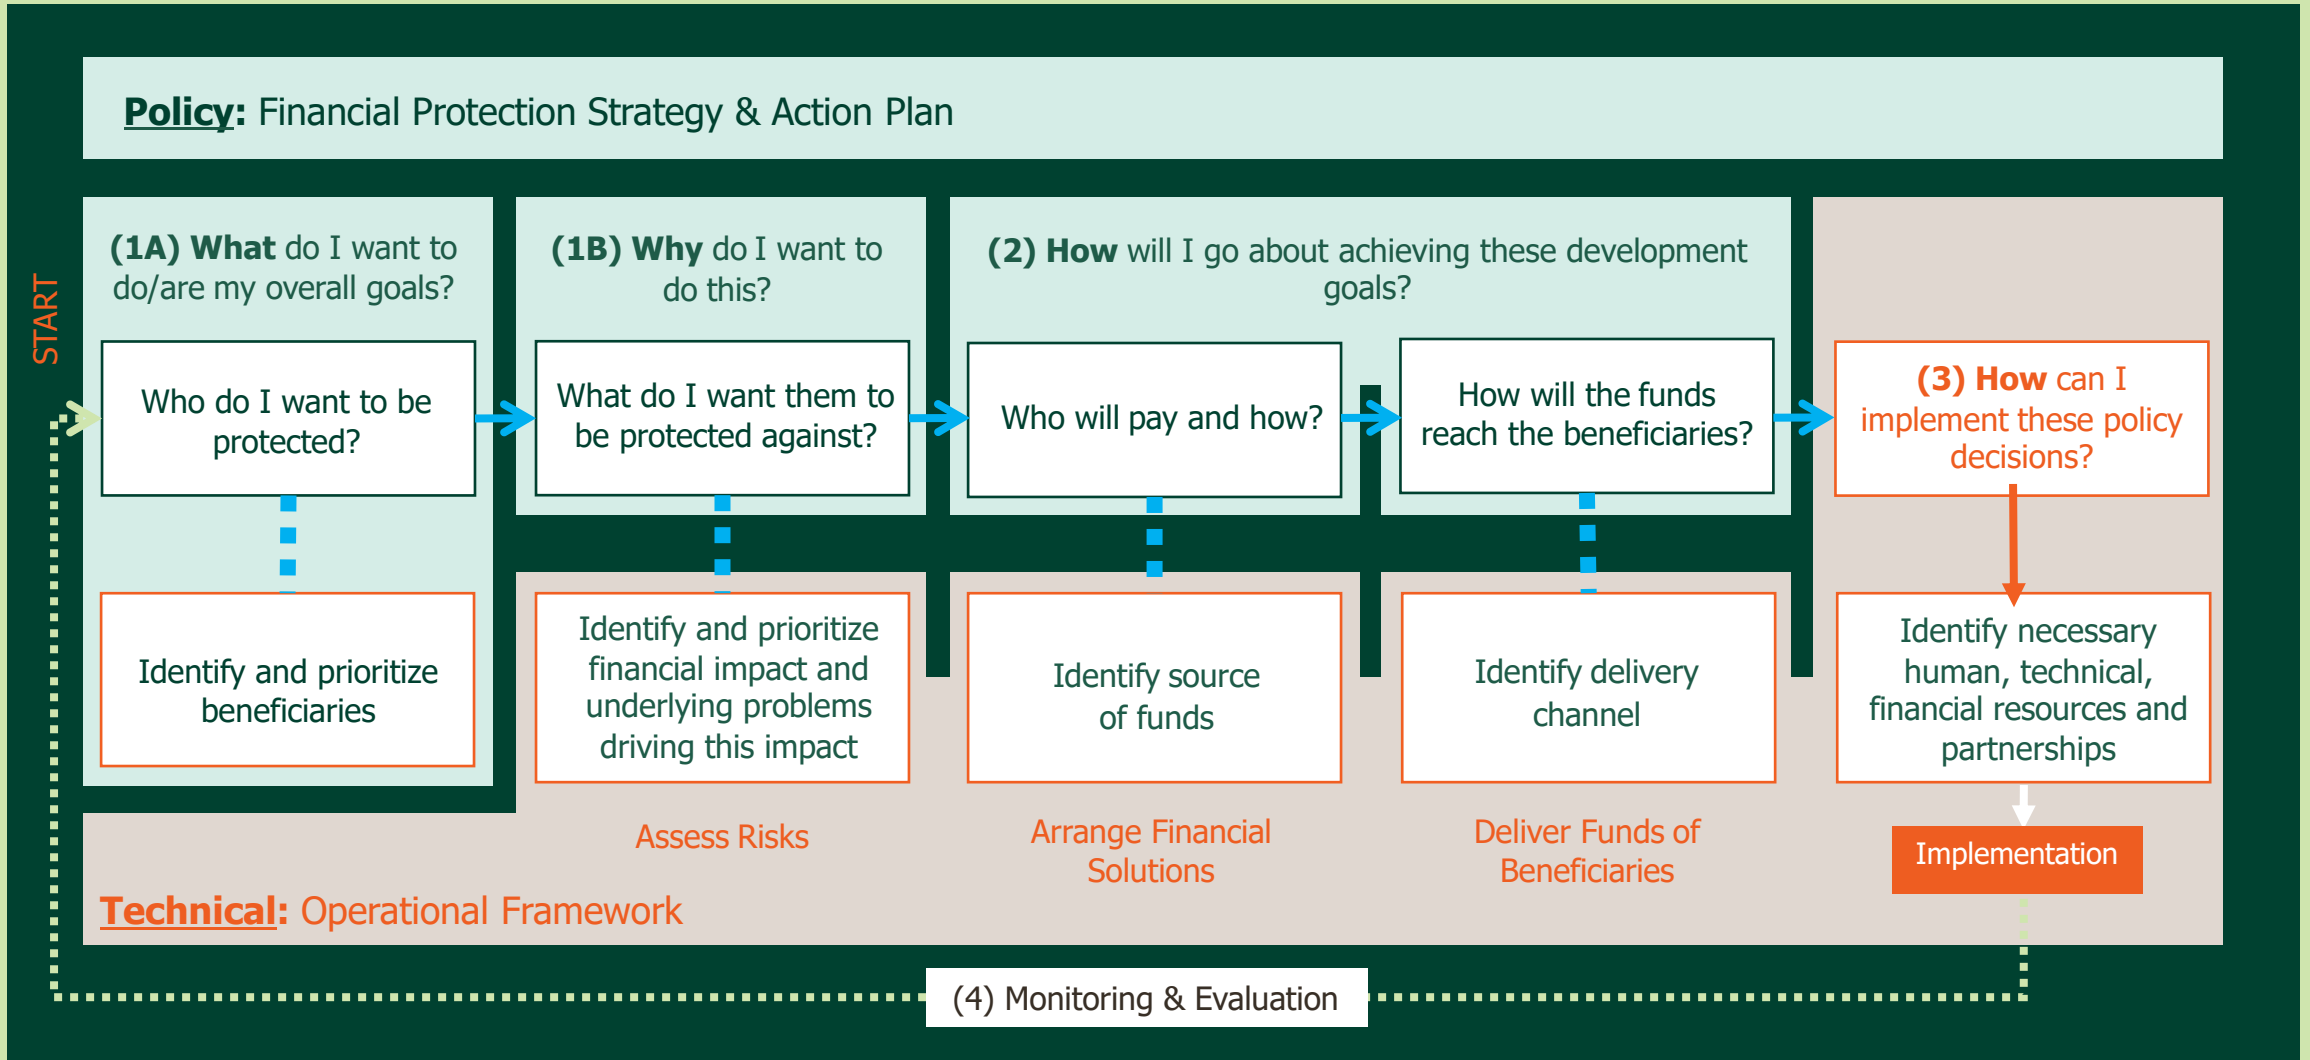 Policy: Financial Protection Strategy & Action Plan
START
(1A) What do I want to
do/are my overall goals?
Who do I want to be
protected?
Identify and prioritize
beneficiaries
(1B) Why do I want to
do this?
What do I want them to
be protected against?
Identify and prioritize
financial impact and
underlying problems
driving this impact
Assess Risks
(2) How will I go about achieving these development
goals?
Who will pay and how?
Identify source
of funds
Arrange Financial
Solutions
How will the funds
reach the beneficiaries?
Identify delivery
channel
Deliver Funds of
Beneficiaries
(3) How can I
implement these policy
decisions?
Identify necessary
human, technical,
financial resources and
partnerships
Implementation
Technical: Operational Framework
(4) Monitoring & Evaluation